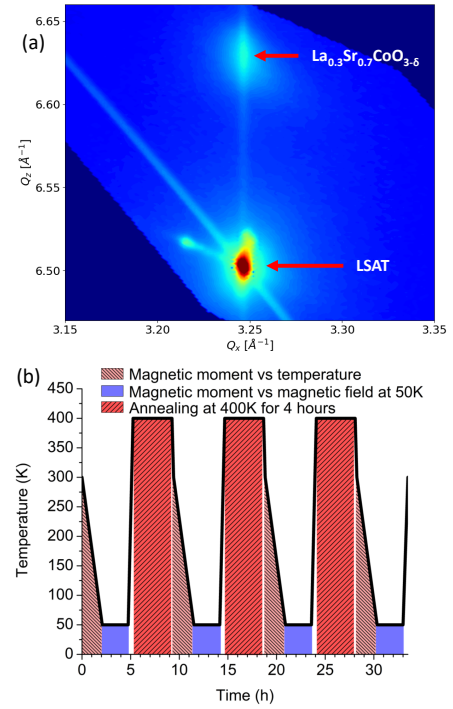 (a)
6.65
6.60
6.55
6.50
Qz [Å⁻¹]
La0.3Sr0.7CoO3-δ
LSAT
3.15 3.20 3.25 3.30 3.35
Qx [Å⁻¹]
(b)
Magnetic moment vs temperature
Magnetic moment vs magnetic field at 50K
Annealing at 400K for 4 hours
450
400
350
300
250
200
150
100
50
0
Temperature (K)
0 5 10 15 20 25 30
Time (h)